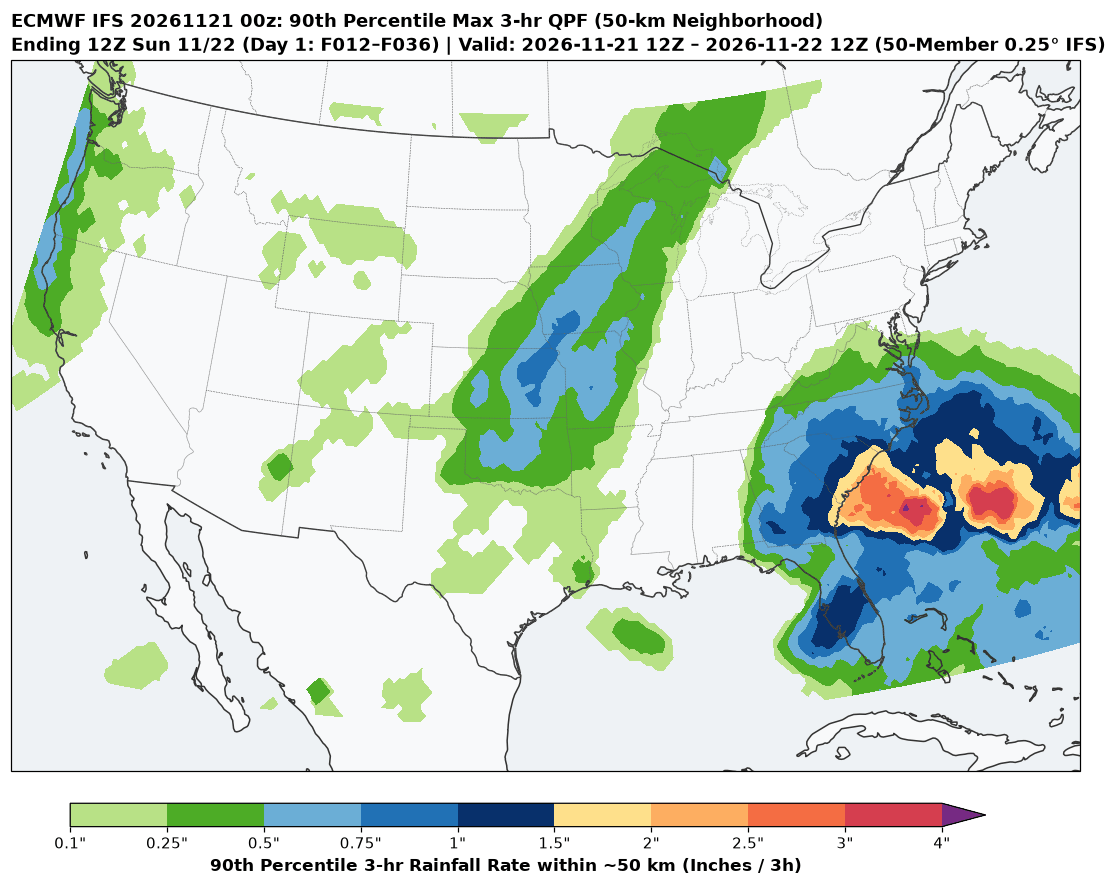 ECMWF IFS 20261121 00z: 90th Percentile Max 3-hr QPF (50-km Neighborhood)
Ending 12Z Sun 11/22 (Day 1: F012–F036) | Valid: 2026-11-21 12Z – 2026-11-22 12Z (50-Member 0.25° IFS)
0.1" 0.25" 0.5" 0.75" 1" 1.5" 2" 2.5" 3" 4"
90th Percentile 3-hr Rainfall Rate within ~50 km (Inches / 3h)